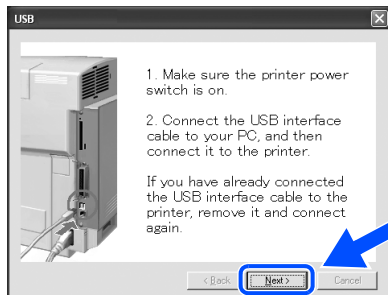 USB
1. Make sure the printer power
switch is on.
2. Connect the USB interface
cable to your PC, and then
connect it to the printer.
If you have already connected
the USB interface cable to the
printer, remove it and connect
again.
< Back Next > Cancel